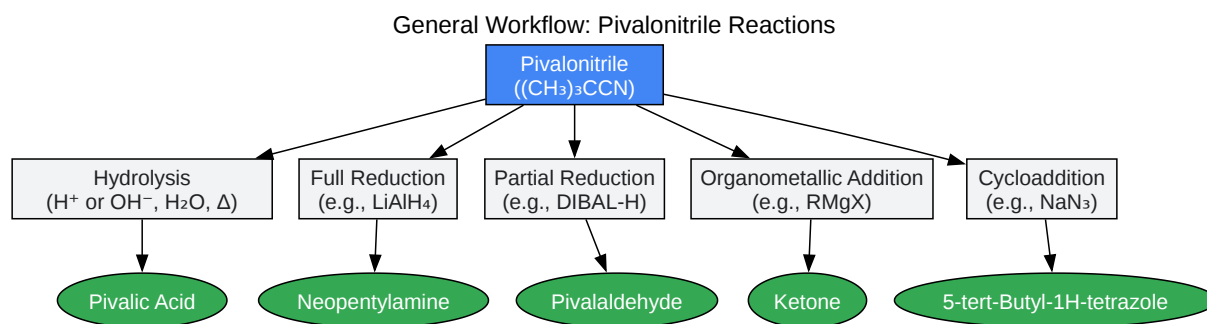 General Workflow: Pivalonitrile Reactions
Pivalonitrile
((CH₃)₃CCN)
Hydrolysis
(H⁺ or OH⁻, H₂O, Δ)
Full Reduction
(e.g., LiAlH₄)
Partial Reduction
(e.g., DIBAL-H)
Organometallic Addition
(e.g., RMgX)
Cycloaddition
(e.g., NaN₃)
Pivalic Acid
Neopentylamine
Pivalaldehyde
Ketone
5-tert-Butyl-1H-tetrazole